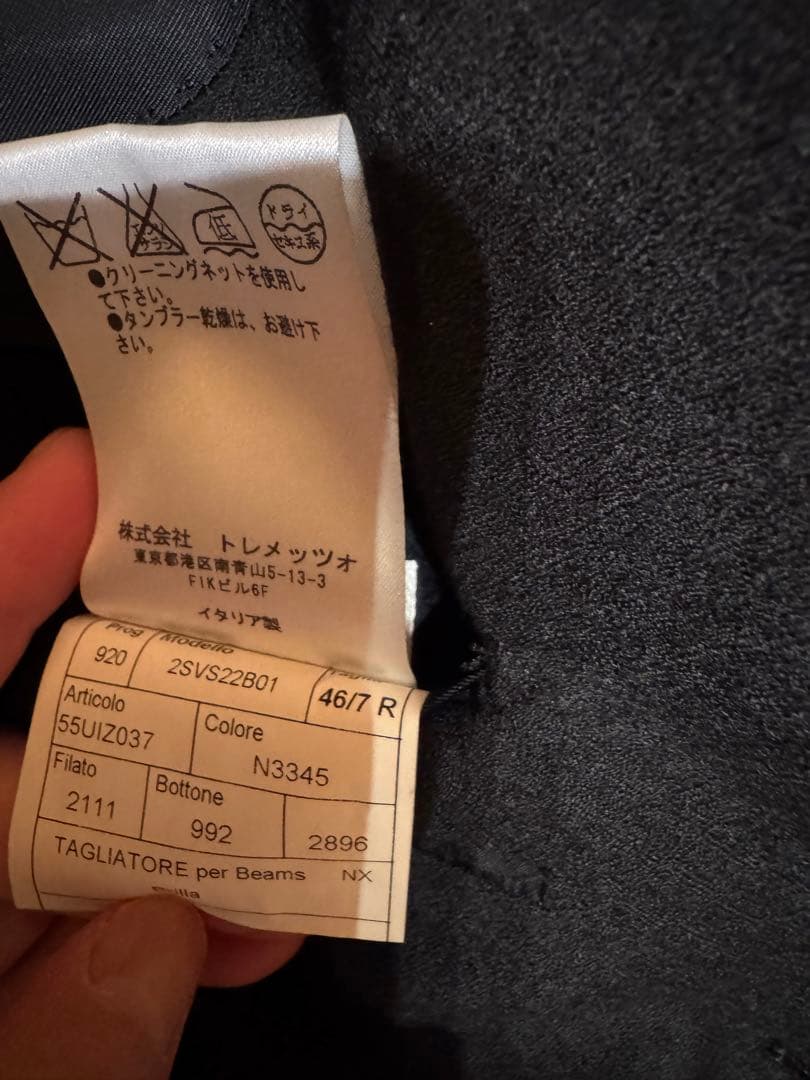 低
ドライ
セキユ系
●クリーニングネットを使用し
て下さい。
●タンブラー乾燥は、お避け下
さい。
株式会社 トレメッツオ
東京都港区南青山5-13-3
FIKビル6F
イタリア製
Prog
Modello
920
2SVS22B01
46/7 R
Articolo
55UIZ037
Colore
N3345
Filato
2111
Bottone
992
2896
TAGLIATORE per Beams NX